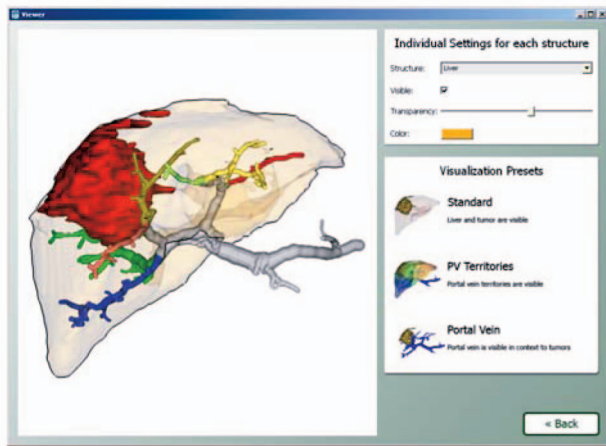 Viewer
Individual Settings for each structure
Structure: Liver
Visible:
Transparency:
Color:
Visualization Presets
Standard
Liver and tumor are visible
PV Territories
Portal vein territories are visible
Portal Vein
Portal vein is visible in context to tumors
« Back